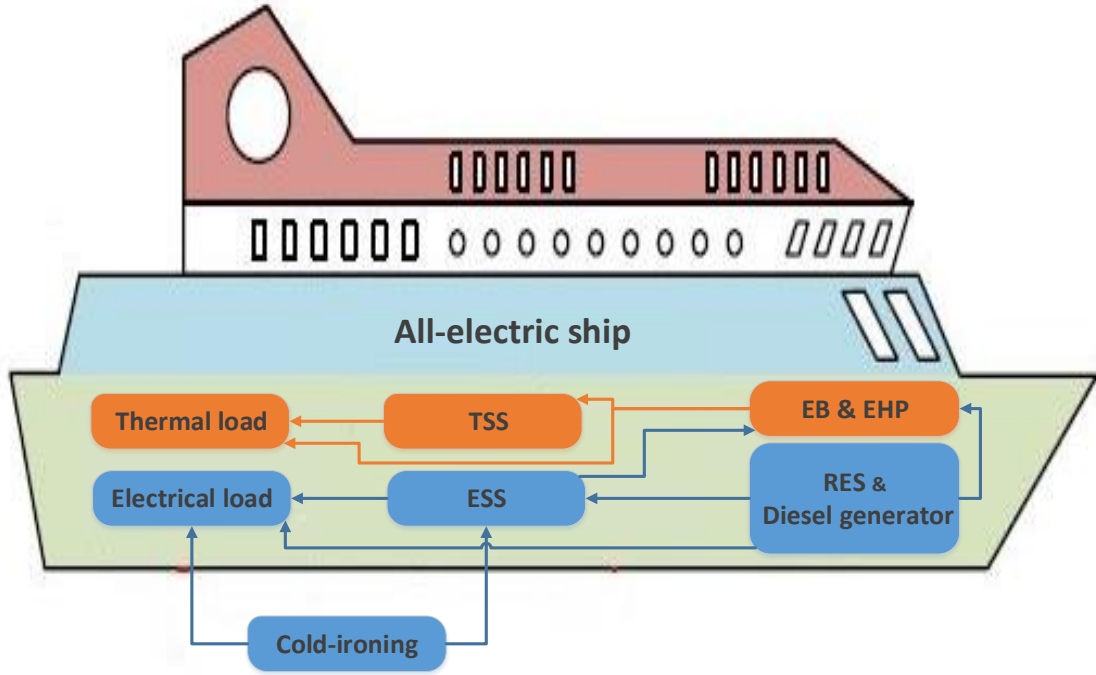 All-electric ship
Thermal load
TSS
EB & EHP
Electrical load
ESS
RES &
Diesel generator
Cold-ironing